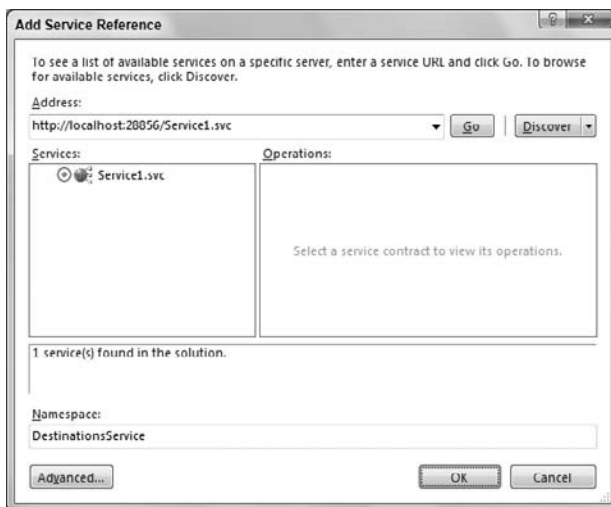 Add Service Reference
To see a list of available services on a specific server, enter a service URL and click Go. To browse
for available services, click Discover.
Address:
http://localhost:28856/Service1.svc Go Discover
Services: Operations:
Service1.svc
Select a service contract to view its operations.
1 service(s) found in the solution.
Namespace:
DestinationsService
Advanced... OK Cancel